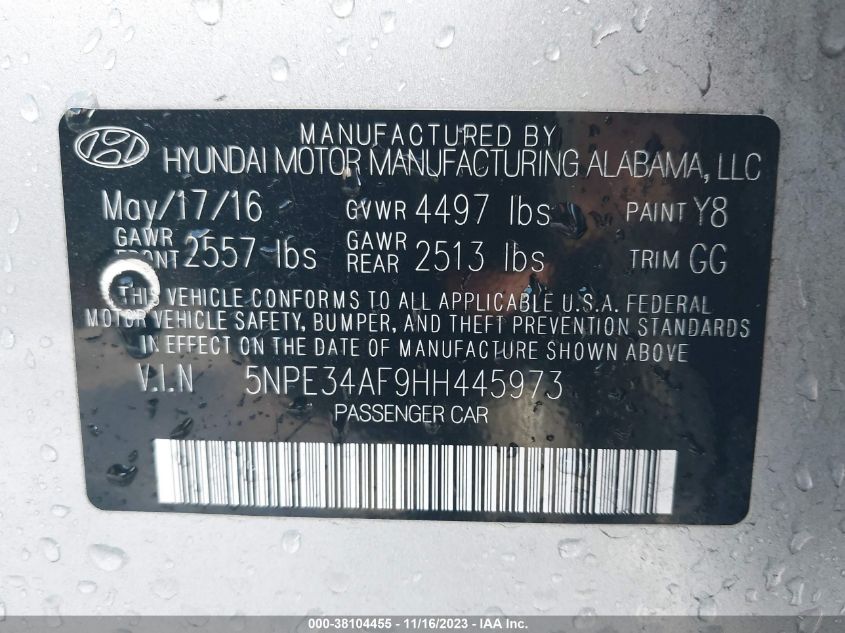 MANUFACTURED BY
HYUNDAI MOTOR MANUFACTURING ALABAMA, LLC
May/17/16 GVWR 4497 lbs PAINT Y8
GAWR FRONT 2557 lbs GAWR REAR 2513 lbs TRIM GG
THIS VEHICLE CONFORMS TO ALL APPLICABLE U.S.A. FEDERAL
MOTOR VEHICLE SAFETY, BUMPER, AND THEFT PREVENTION STANDARDS
IN EFFECT ON THE DATE OF MANUFACTURE SHOWN ABOVE
V.I.N 5NPE34AF9HH445973
PASSENGER CAR
000-38104455 - 11/16/2023 - IAA Inc.